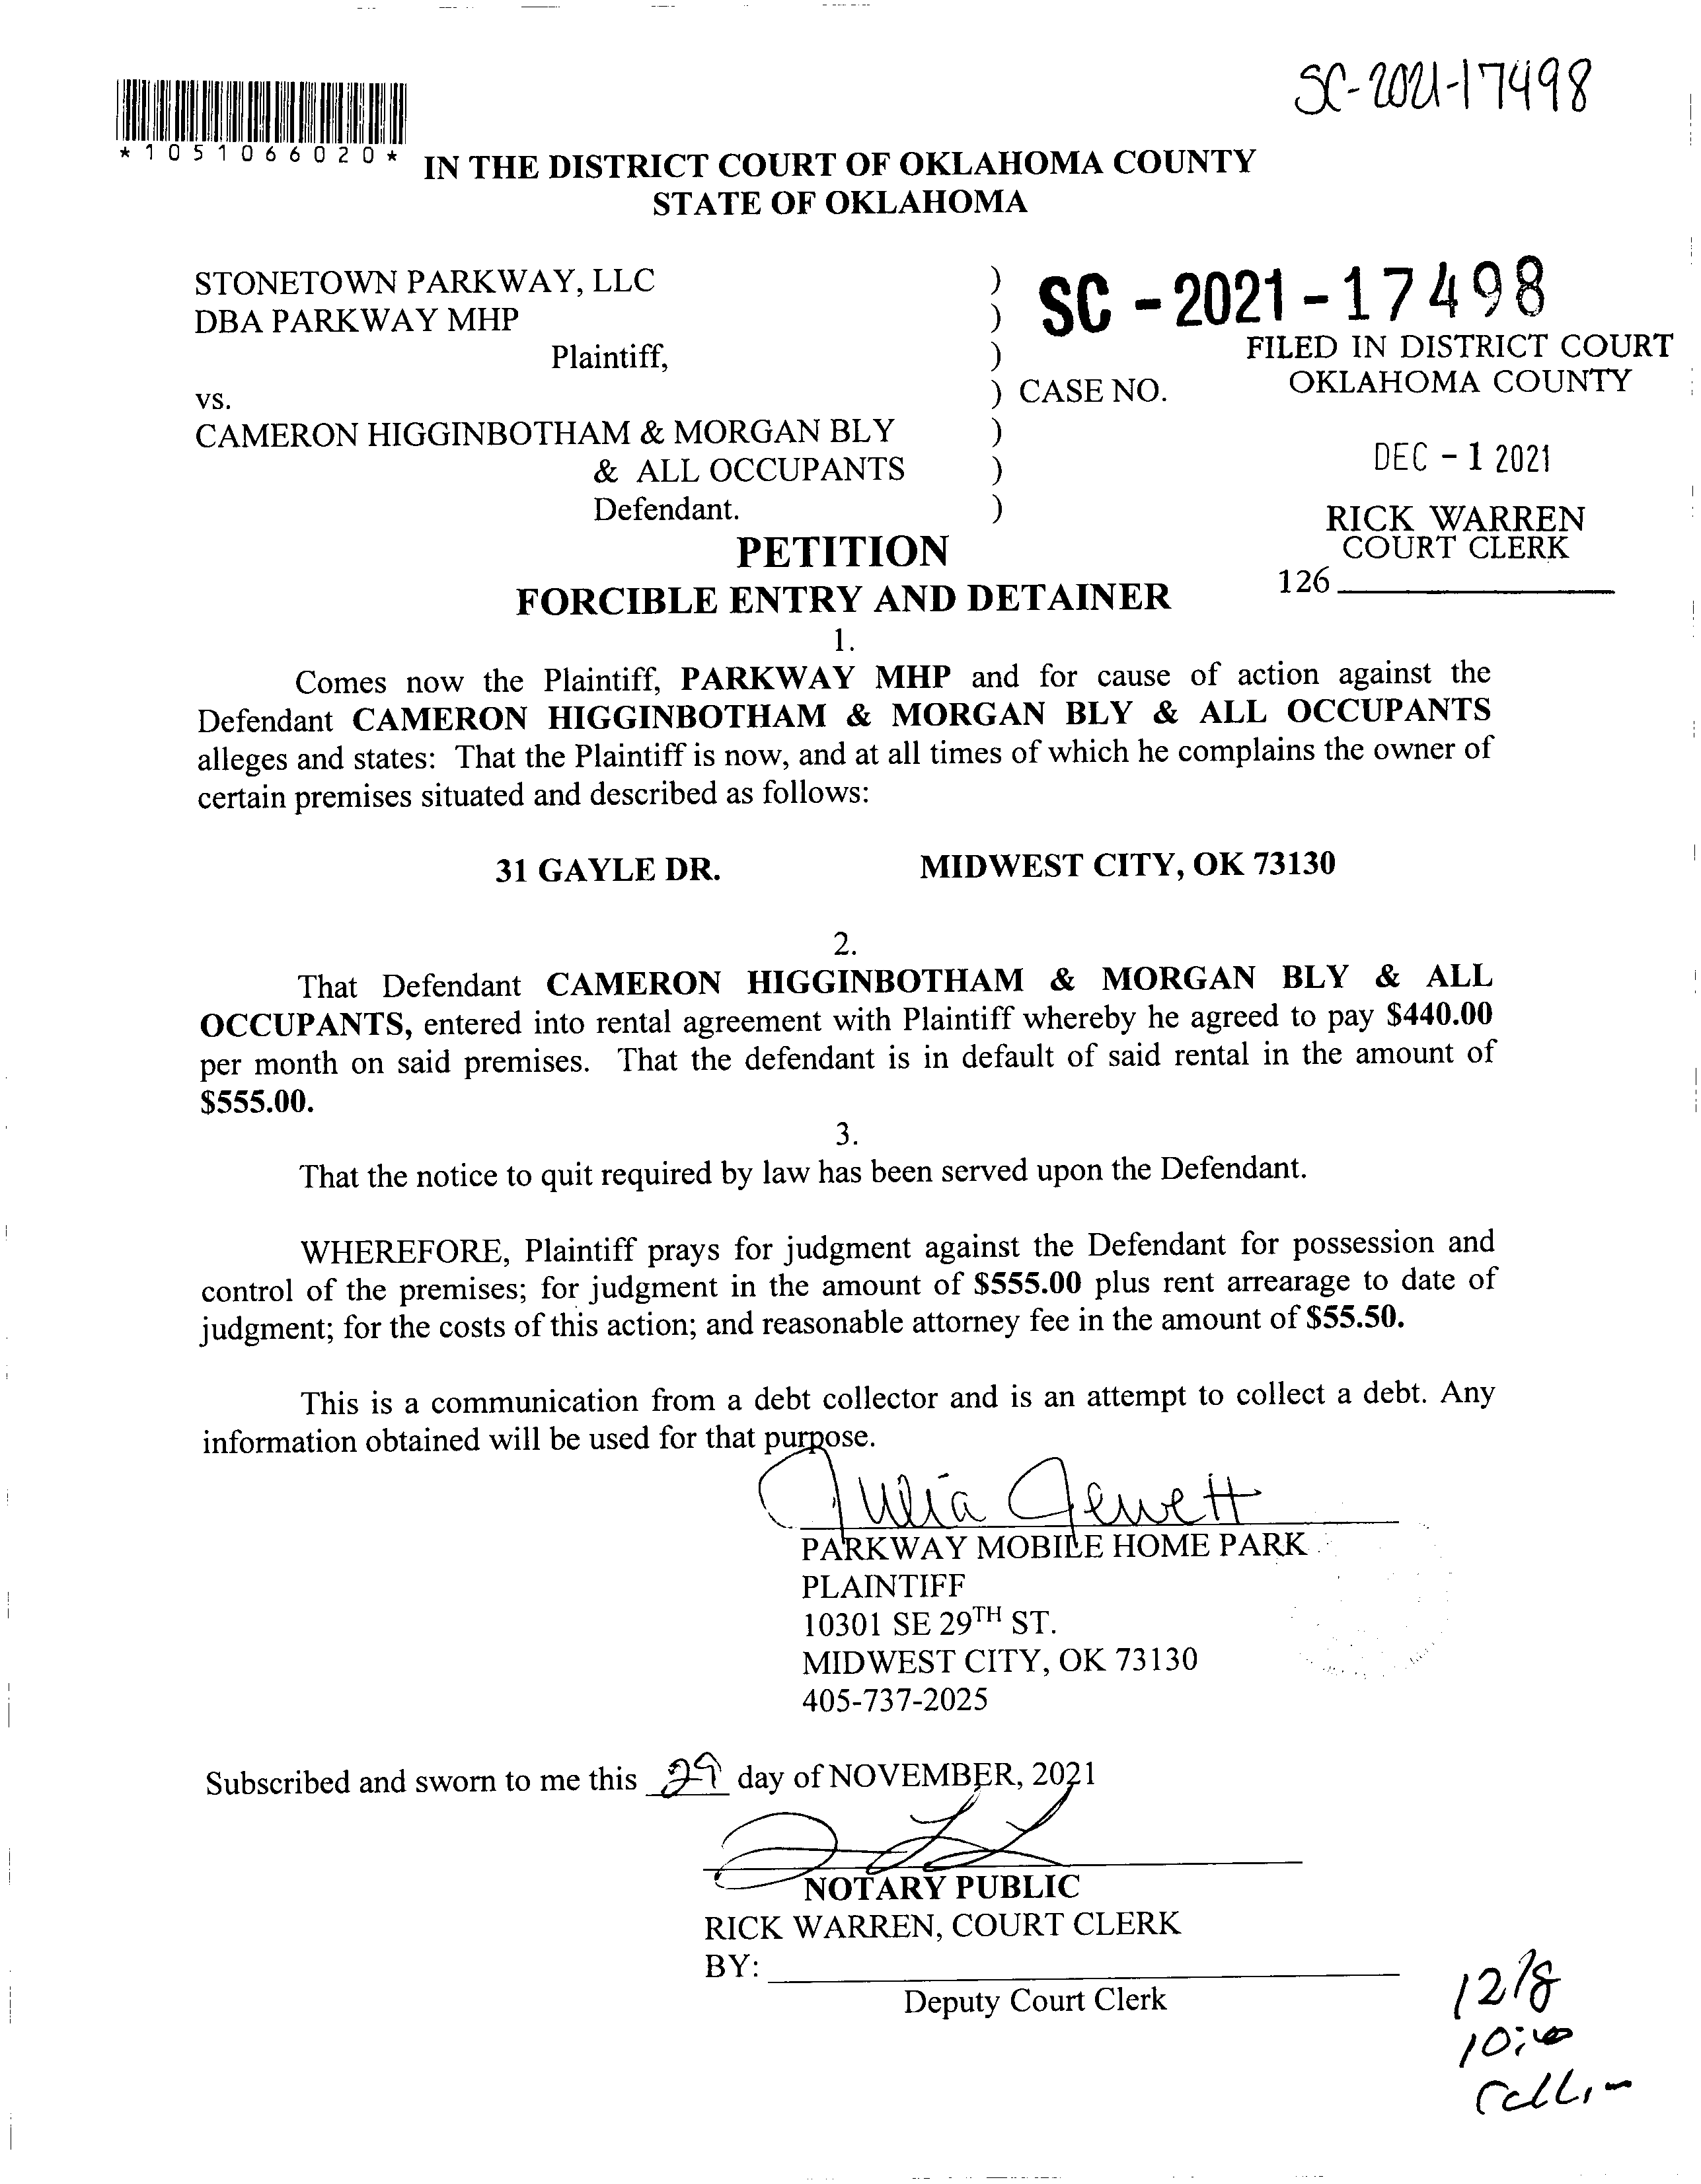 SC-2021-17498
*1051066020*
IN THE DISTRICT COURT OF OKLAHOMA COUNTY
STATE OF OKLAHOMA
STONETOWN PARKWAY, LLC )
DBA PARKWAY MHP )
Plaintiff, )
vs. ) CASE NO.
CAMERON HIGGINBOTHAM & MORGAN BLY )
& ALL OCCUPANTS )
Defendant. )
SC-2021-17498
FILED IN DISTRICT COURT
OKLAHOMA COUNTY
DEC - 1 2021
RICK WARREN
COURT CLERK
126
PETITION
FORCIBLE ENTRY AND DETAINER
1.
Comes now the Plaintiff, PARKWAY MHP and for cause of action against the
Defendant CAMERON HIGGINBOTHAM & MORGAN BLY & ALL OCCUPANTS
alleges and states: That the Plaintiff is now, and at all times of which he complains the owner of
certain premises situated and described as follows:
31 GAYLE DR. MIDWEST CITY, OK 73130
2.
That Defendant CAMERON HIGGINBOTHAM & MORGAN BLY & ALL
OCCUPANTS, entered into rental agreement with Plaintiff whereby he agreed to pay $440.00
per month on said premises. That the defendant is in default of said rental in the amount of
$555.00.
3.
That the notice to quit required by law has been served upon the Defendant.
WHEREFORE, Plaintiff prays for judgment against the Defendant for possession and
control of the premises; for judgment in the amount of $555.00 plus rent arrearage to date of
judgment; for the costs of this action; and reasonable attorney fee in the amount of $55.50.
This is a communication from a debt collector and is an attempt to collect a debt. Any
information obtained will be used for that purpose.
Julia Jewett
PARKWAY MOBILE HOME PARK
PLAINTIFF
10301 SE 29TH ST.
MIDWEST CITY, OK 73130
405-737-2025
Subscribed and sworn to me this 29 day of NOVEMBER, 2021
NOTARY PUBLIC
RICK WARREN, COURT CLERK
BY:
Deputy Court Clerk
12/8
10:00